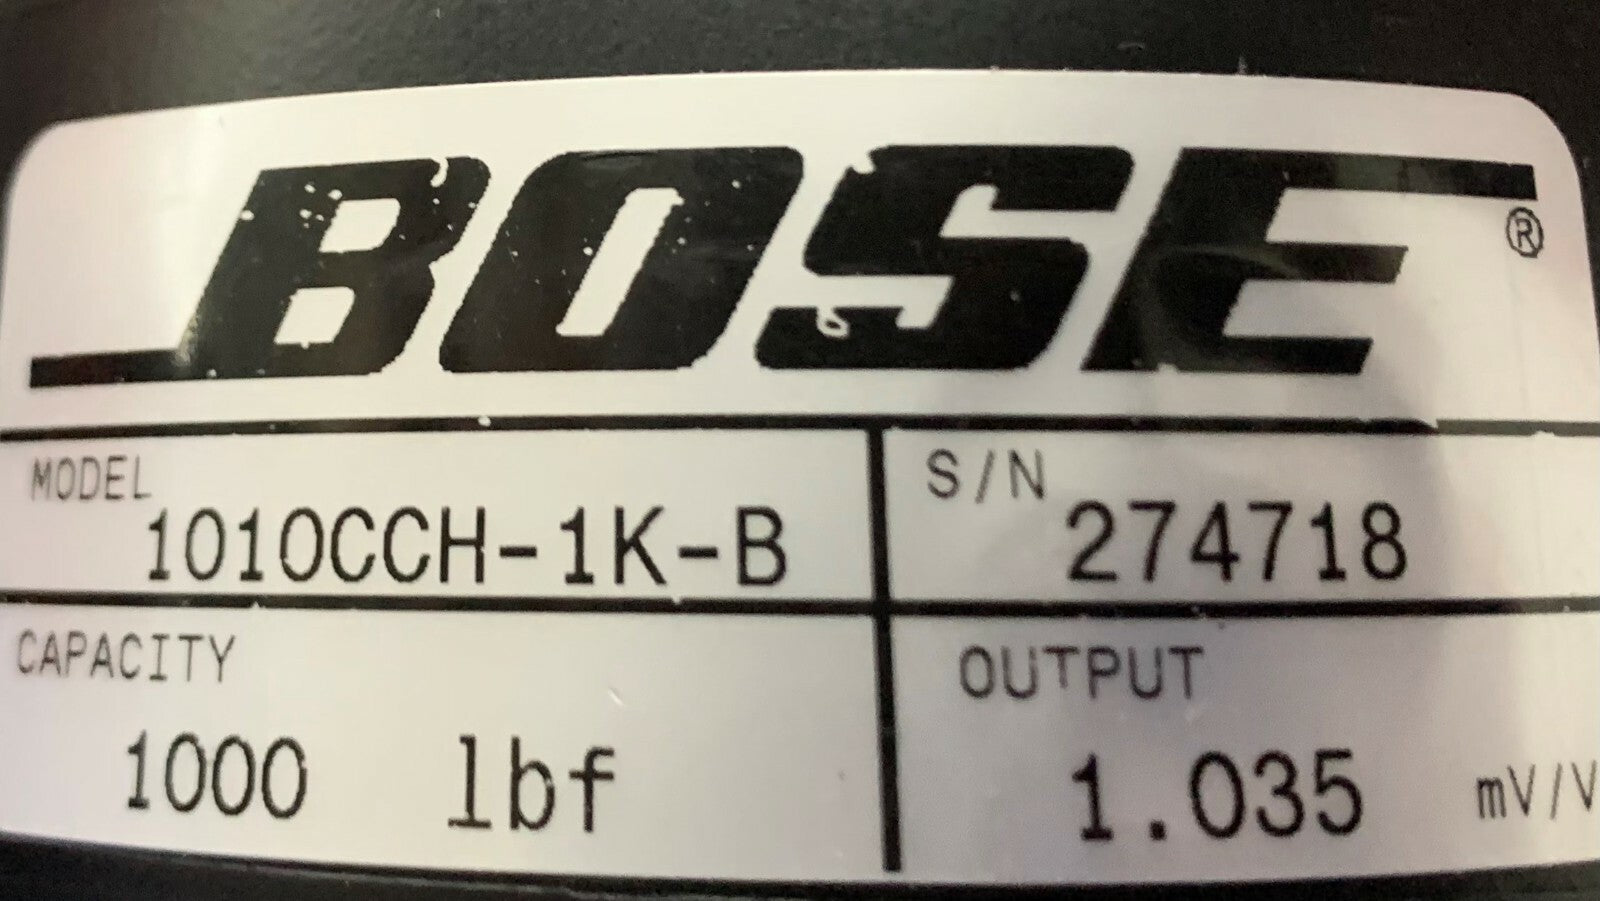 BOSE®
MODEL 1010CCH-1K-B
S/N 274718
CAPACITY
1000 lbf
OUTPUT
1.035 mV/V